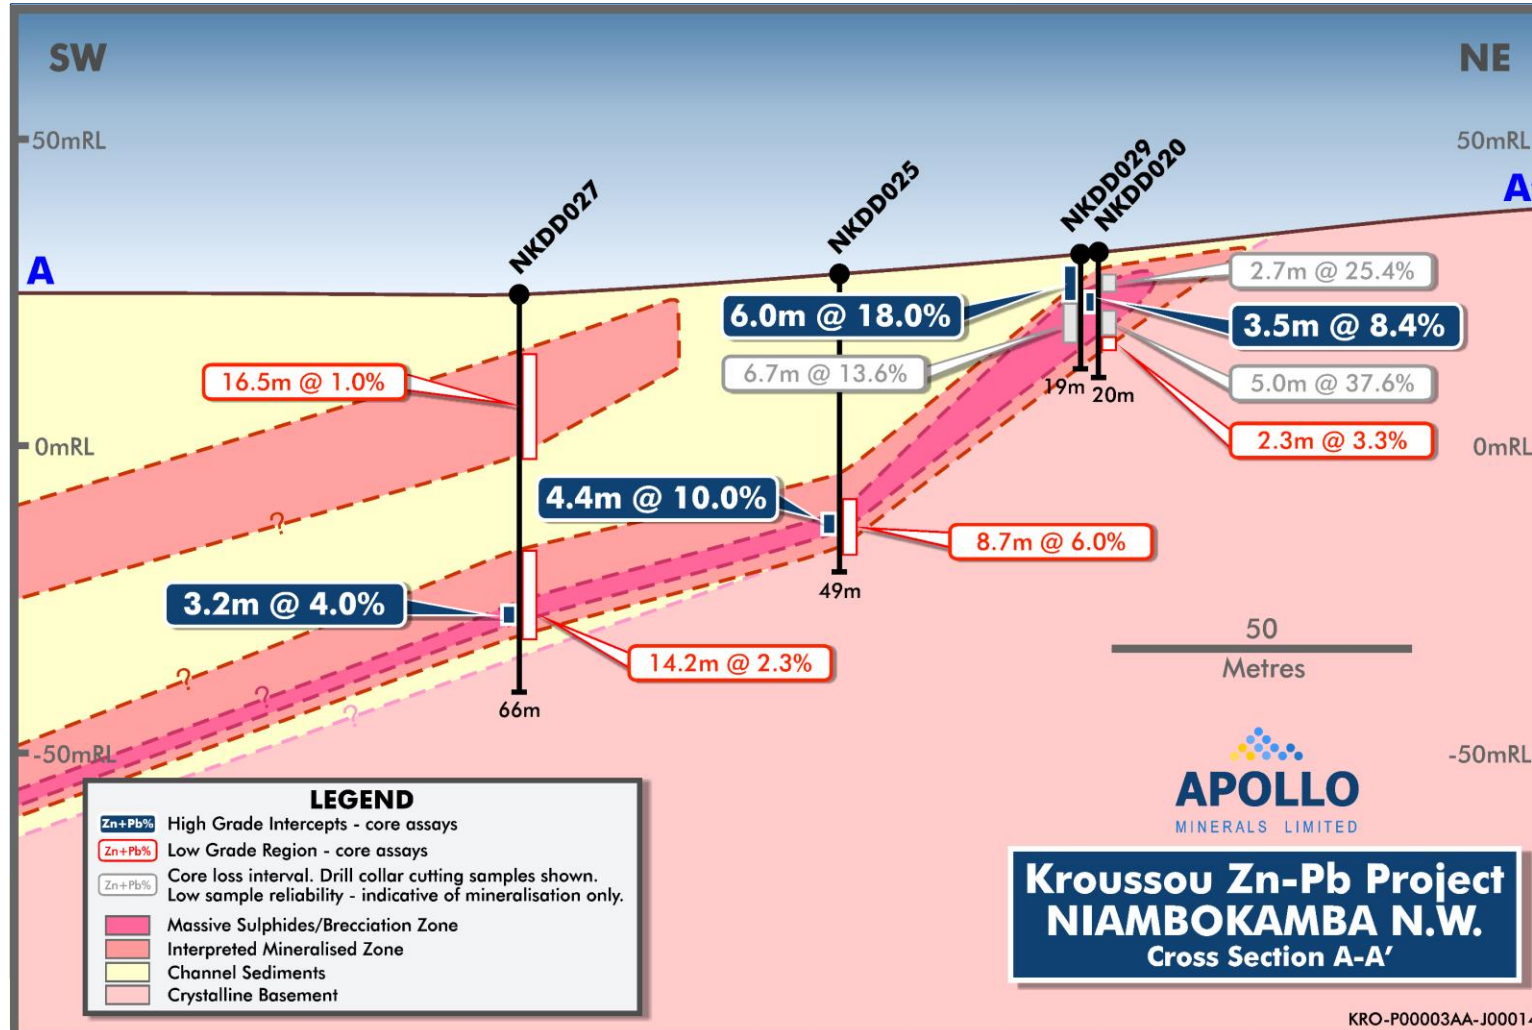 SW
NE
50mRL
50mRL
A
A'
NKDD027
NKDD025
NKDD029
NKDD020
2.7m @ 25.4%
6.0m @ 18.0%
3.5m @ 8.4%
16.5m @ 1.0%
6.7m @ 13.6%
19m
20m
5.0m @ 37.6%
0mRL
0mRL
2.3m @ 3.3%
4.4m @ 10.0%
?
8.7m @ 6.0%
49m
3.2m @ 4.0%
50
Metres
14.2m @ 2.3%
?
?
?
66m
-50mRL
-50mRL
LEGEND
Zn+Pb% High Grade Intercepts - core assays
Zn+Pb% Low Grade Region - core assays
Zn+Pb% Core loss interval. Drill collar cutting samples shown.
Low sample reliability - indicative of mineralisation only.
Massive Sulphides/Brecciation Zone
Interpreted Mineralised Zone
Channel Sediments
Crystalline Basement
APOLLO
MINERALS LIMITED
Kroussou Zn-Pb Project
NIAMBOKAMBA N.W.
Cross Section A-A'
KRO-P00003AA-J00014